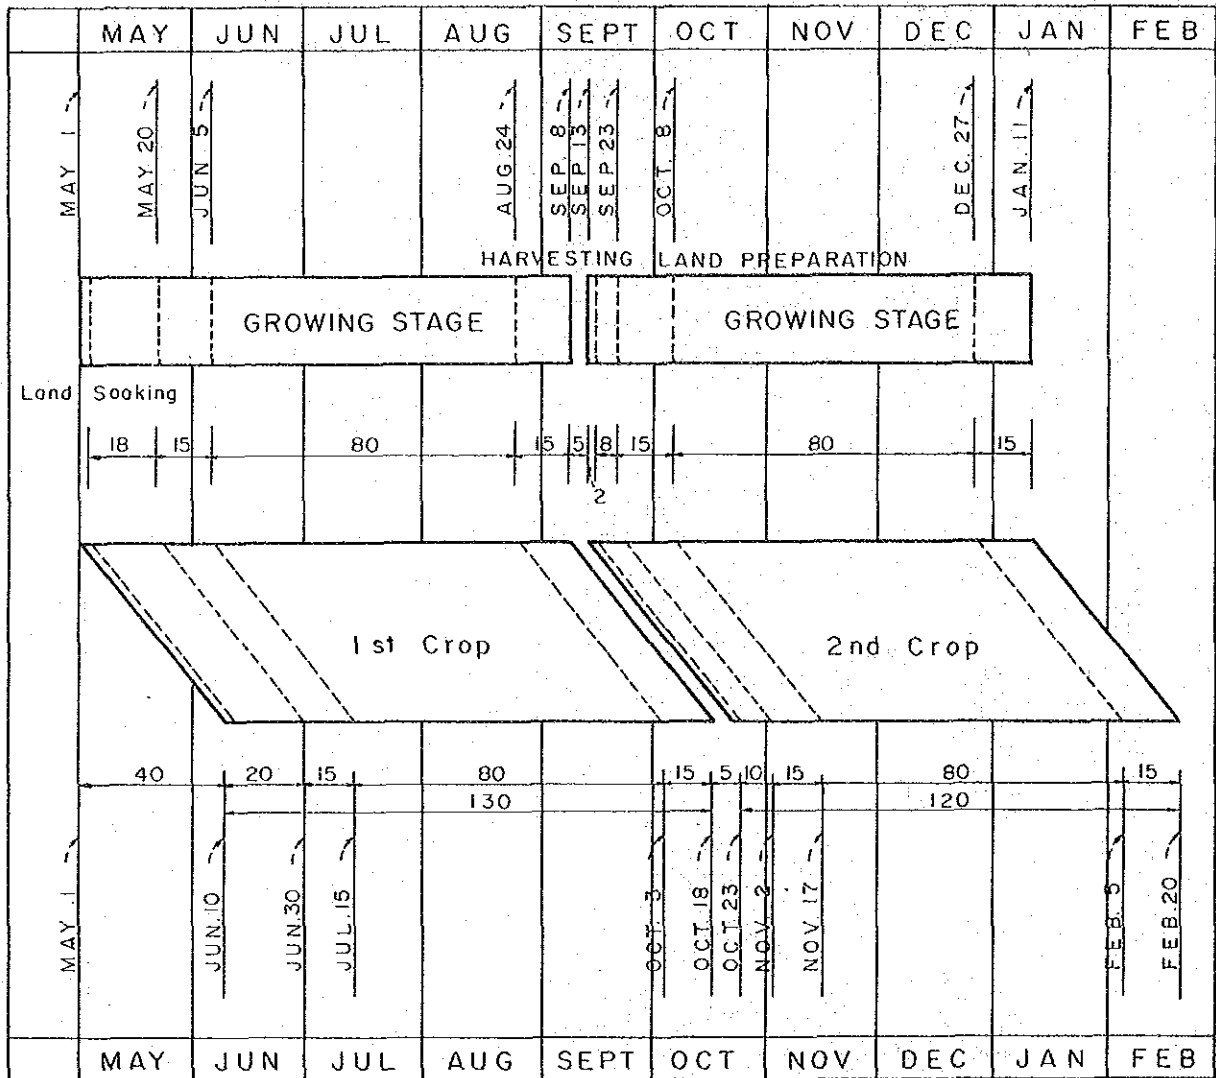 MAY JUN JUL AUG SEPT OCT NOV DEC JAN FEB
MAY 1
MAY 20
JUN 5
AUG 24
SEP. 8
SEP 13
SEP 23
OCT. 8
DEC. 27
JAN. 11
HARVESTING LAND PREPARATION
GROWING STAGE GROWING STAGE
Land Sooking
18 15 80 15 5 8 15 80 15
2
1st Crop 2nd Crop
40 20 15 80 15 5 10 15 80 15
130 120
MAY. 1
JUN.10
JUN.30
JUL.15
OCT. 3
OCT. 18
OCT. 23
NOV. 2
NOV. 17
FEB. 5
FEB.20
MAY JUN JUL AUG SEPT OCT NOV DEC JAN FEB